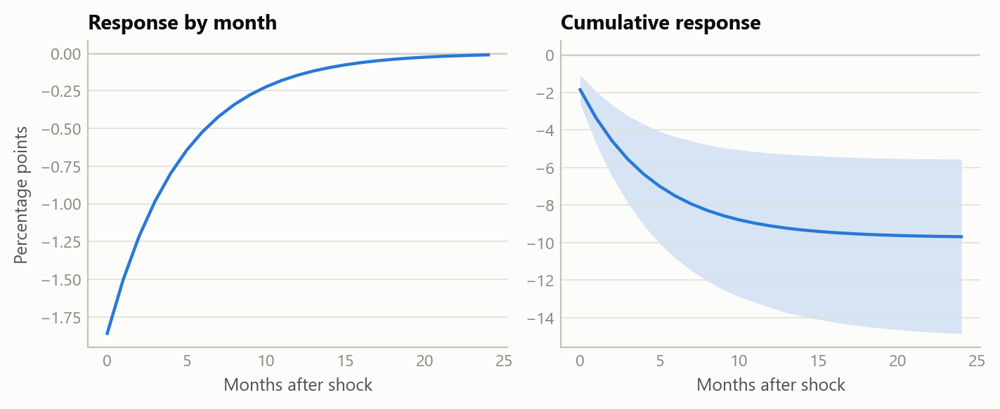 Response by month
0.00
−0.25
−0.50
−0.75
−1.00
−1.25
−1.50
−1.75
Percentage points
0 5 10 15 20 25
Months after shock
Cumulative response
0
−2
−4
−6
−8
−10
−12
−14
0 5 10 15 20 25
Months after shock